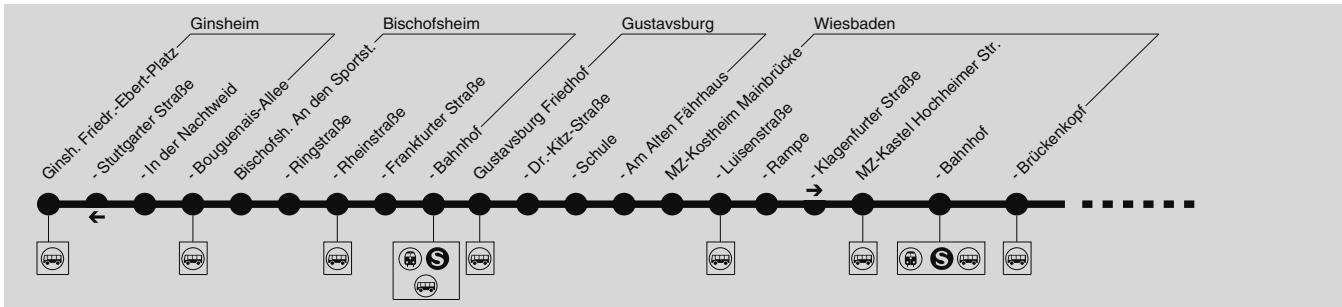 Ginsheim
Bischofsheim
Gustavsburg
Wiesbaden
Ginsh. Friedr.-Ebert-Platz
- Stuttgarter Straße
- In der Nachtweid
- Bouguenais-Allee
Bischofsh. An den Sportst.
- Ringstraße
- Rheinstraße
- Frankfurter Straße
- Bahnhof
Gustavsburg Friedhof
- Dr.-Kitz-Straße
- Schule
- Am Alten Fährhaus
MZ-Kostheim Mainbrücke
- Luisenstraße
- Rampe
- Klagenfurter Straße
MZ-Kastel Hochheimer Str.
- Bahnhof
- Brückenkopf
S
S